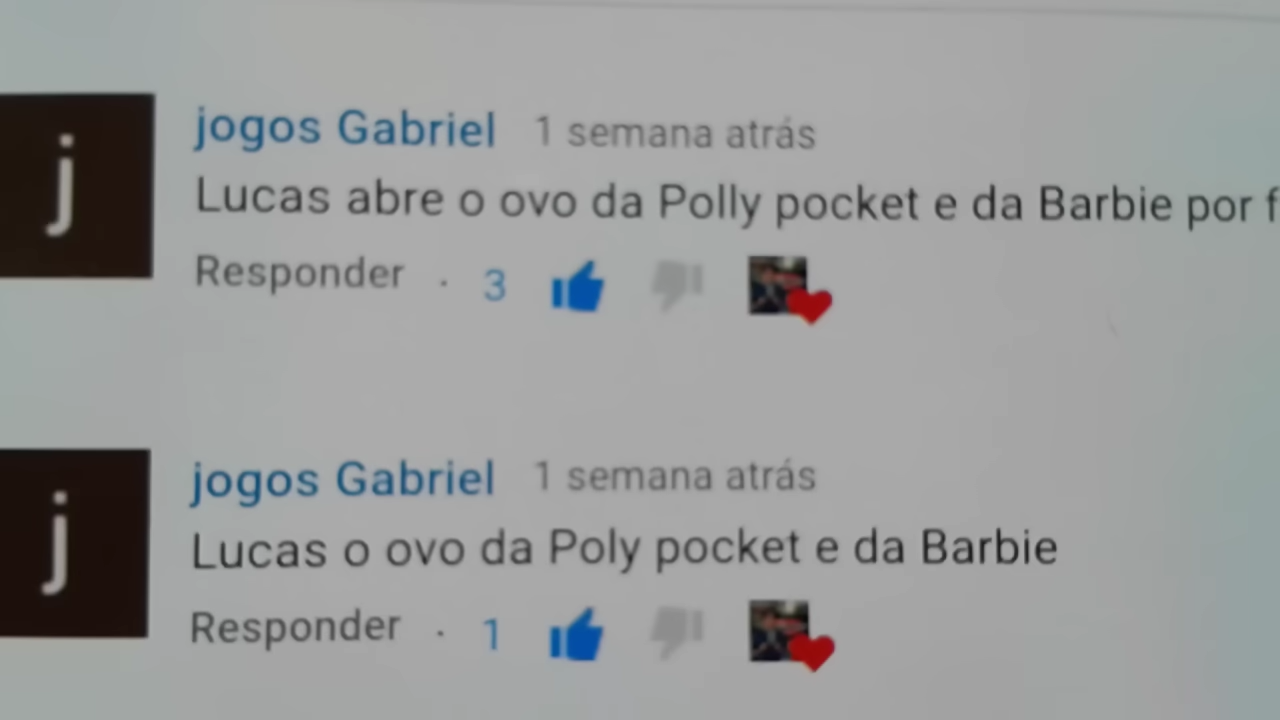 j
jogos Gabriel 1 semana atrás
Lucas abre o ovo da Polly pocket e da Barbie por
Responder · 3
j
jogos Gabriel 1 semana atrás
Lucas o ovo da Poly pocket e da Barbie
Responder · 1